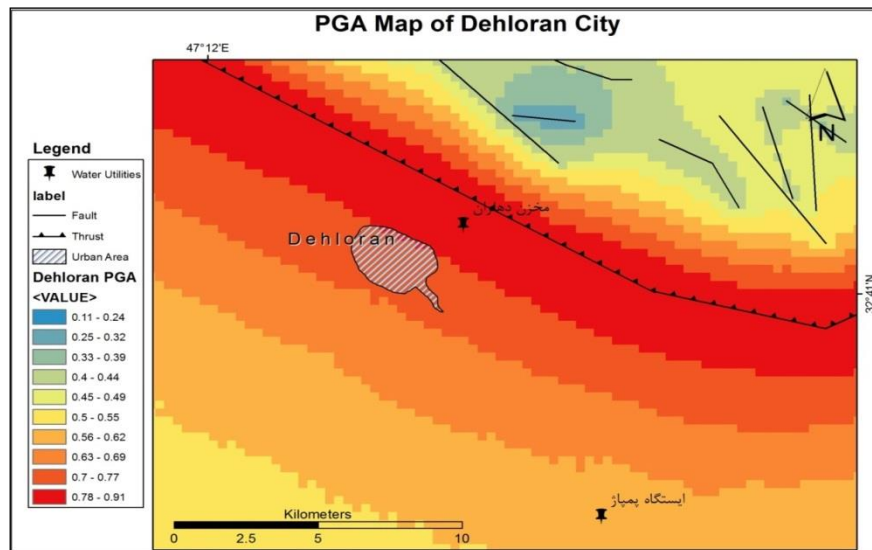 PGA Map of Dehloran City
47°12'E
N
Legend
Water Utilities
label
Fault
Thrust
Urban Area
Dehloran PGA
<VALUE>
0.11 - 0.24
0.25 - 0.32
0.33 - 0.39
0.4 - 0.44
0.45 - 0.49
0.5 - 0.55
0.56 - 0.62
0.63 - 0.69
0.7 - 0.77
0.78 - 0.91
مخزن دهلران
Dehloran
32°41'N
ایستگاه پمپاژ
Kilometers
0 2.5 5 10